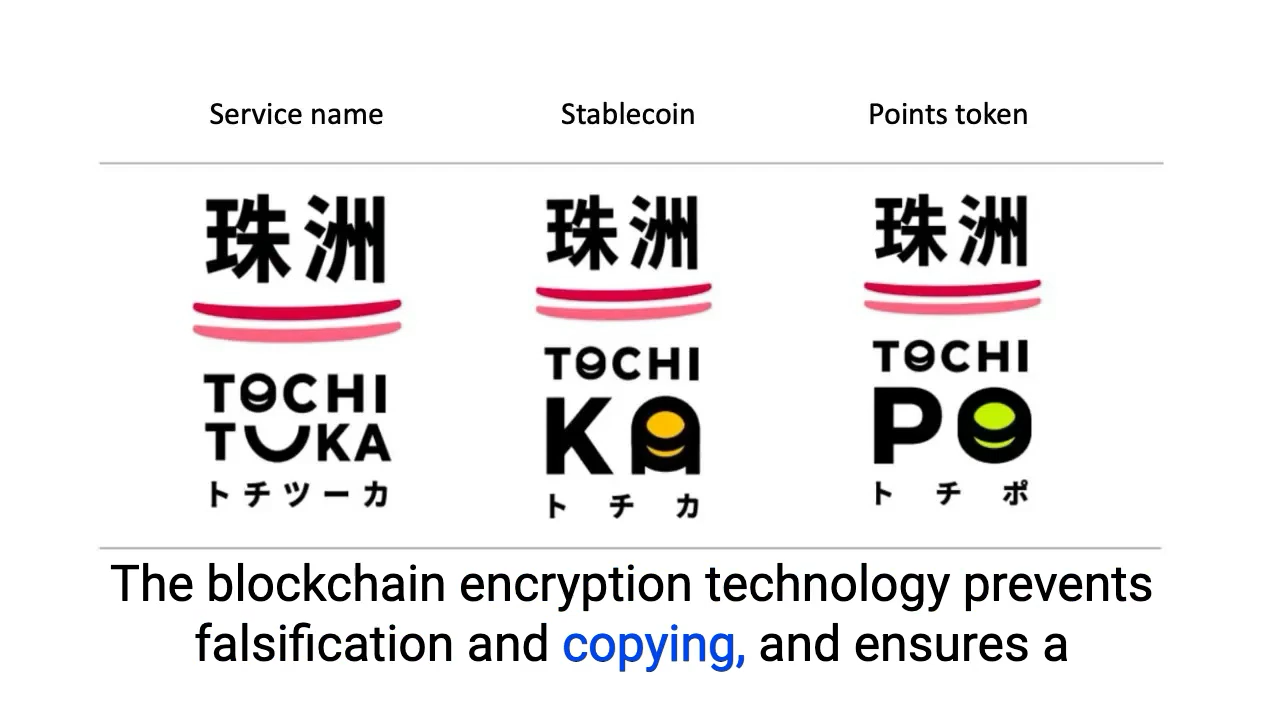 Service name
Stablecoin
Points token
珠洲
TOCHI
TUKA
トチツーカ
珠洲
TOCHI
KA
トチカ
珠洲
TOCHI
PO
トチポ
The blockchain encryption technology prevents
falsification and copying, and ensures a